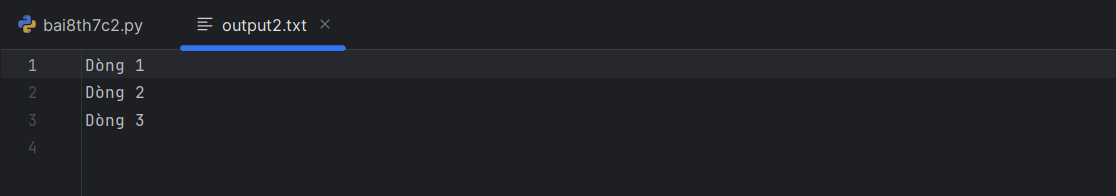 bai8th7c2.py output2.txt
1 Dòng 1
2 Dòng 2
3 Dòng 3
4